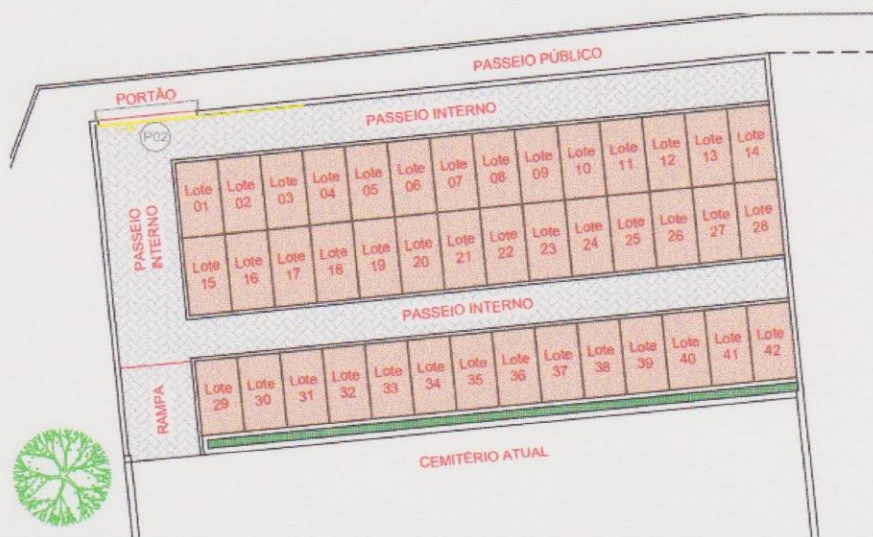 PASSEIO PÚBLICO
PORTÃO
PASSEIO INTERNO
P02
Lote
01
Lote
02
Lote
03
Lote
04
Lote
05
Lote
06
Lote
07
Lote
08
Lote
09
Lote
10
Lote
11
Lote
12
Lote
13
Lote
14
PASSEIO
INTERNO
Lote
15
Lote
16
Lote
17
Lote
18
Lote
19
Lote
20
Lote
21
Lote
22
Lote
23
Lote
24
Lote
25
Lote
26
Lote
27
Lote
28
PASSEIO INTERNO
RAMPA
Lote
29
Lote
30
Lote
31
Lote
32
Lote
33
Lote
34
Lote
35
Lote
36
Lote
37
Lote
38
Lote
39
Lote
40
Lote
41
Lote
42
CEMITÉRIO ATUAL